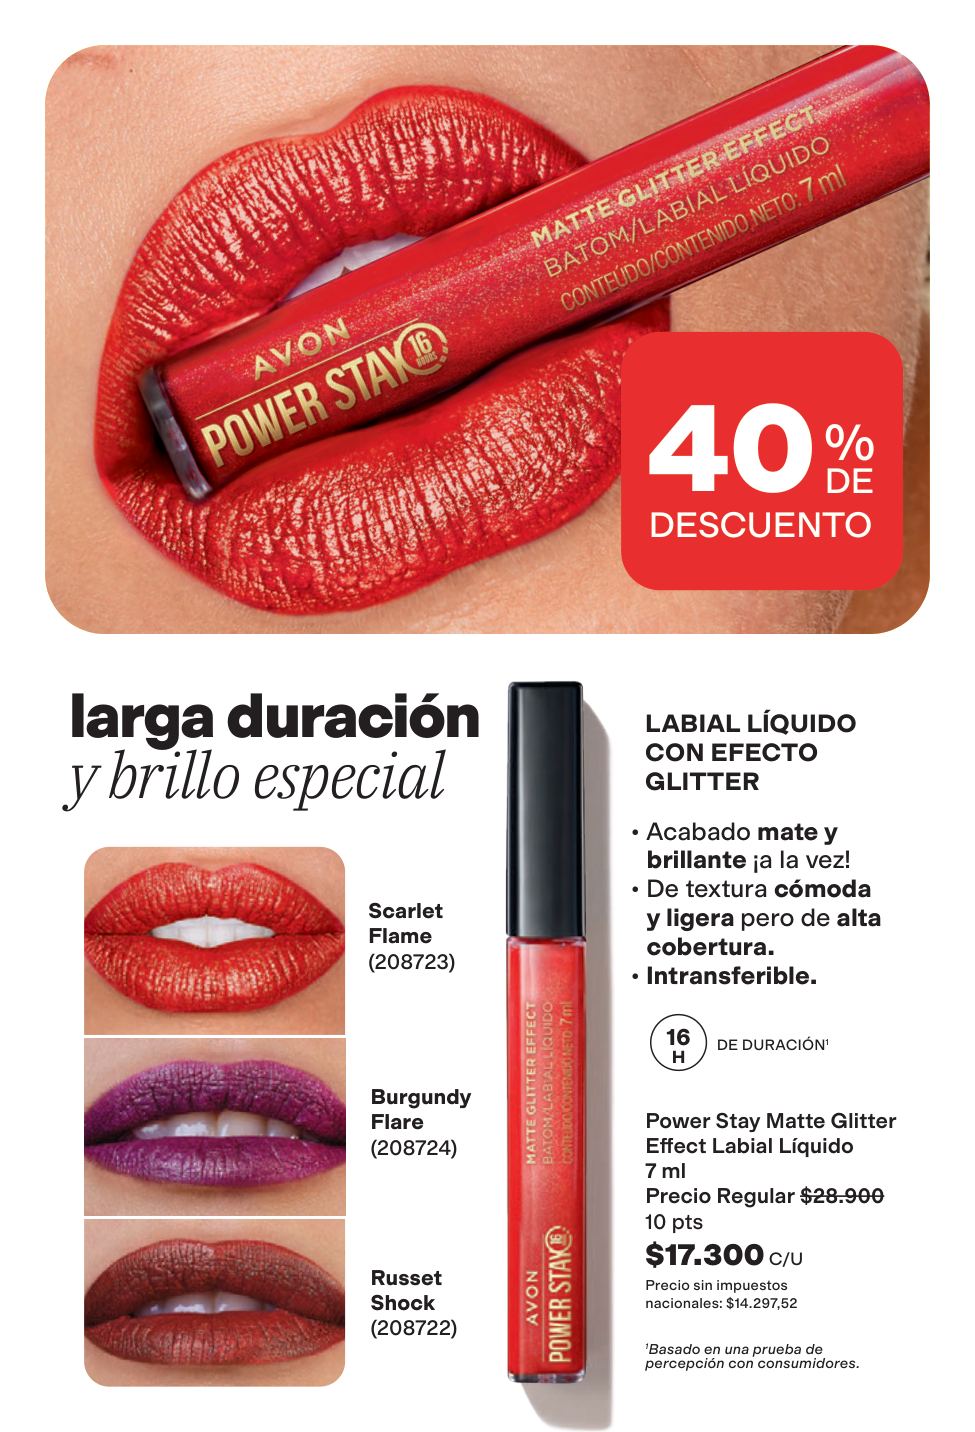 MATTE GLITTER EFFECT
BATOM/LABIAL LÍQUIDO
CONTEÚDO/CONTENIDO NETO: 7 ml
AVON
POWER STAY 16
HORAS
40 %
DE
DESCUENTO
larga duración
y brillo especial
Scarlet
Flame
(208723)
Burgundy
Flare
(208724)
Russet
Shock
(208722)
MATTE GLITTER EFFECT
BATOM/LABIAL LÍQUIDO
CONTEÚDO/CONTENIDO NETO: 7 ml
AVON
POWER STAY 16
LABIAL LÍQUIDO
CON EFECTO
GLITTER
• Acabado mate y
brillante ¡a la vez!
• De textura cómoda
y ligera pero de alta
cobertura.
• Intransferible.
16
H
DE DURACIÓN¹
Power Stay Matte Glitter
Effect Labial Líquido
7 ml
Precio Regular $28.900
10 pts
$17.300 C/U
Precio sin impuestos
nacionales: $14.297,52
¹Basado en una prueba de
percepción con consumidores.